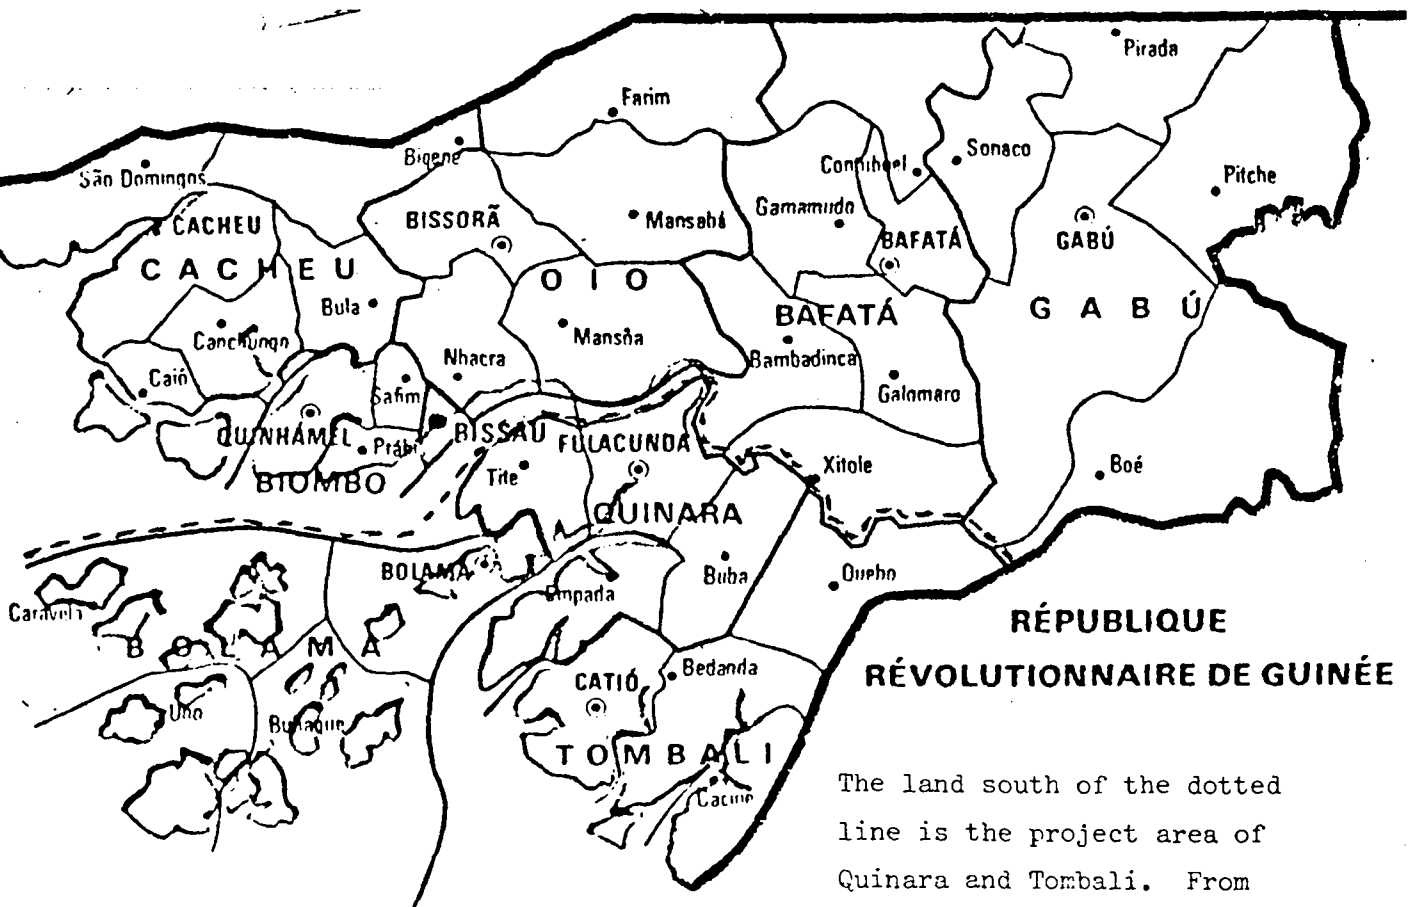 Pirada
Farim
Bigene
Sonaco
São Domingos
Pitche
CACHEU
BISSORÃ
Mansabá
Gamamudo
BAFATÁ
GABÚ
CACHEU
OIO
Bula
BAFATÁ
GABÚ
Canchungo
Mansôa
Nhacra
Bambadinca
Caió
Safim
Galomaro
QUINHÁMEL
BISSAU
FULACUNDA
Tite
Xitole
Boé
BIOMBO
QUINARA
BOLAMA
Buba
Empada
Caravela
BOLAMA
RÉPUBLIQUE
RÉVOLUTIONNAIRE DE GUINÉE
Bedanda
CATIÓ
Uno
TOMBALI
The land south of the dotted
line is the project area of
Quinara and Tombali. From